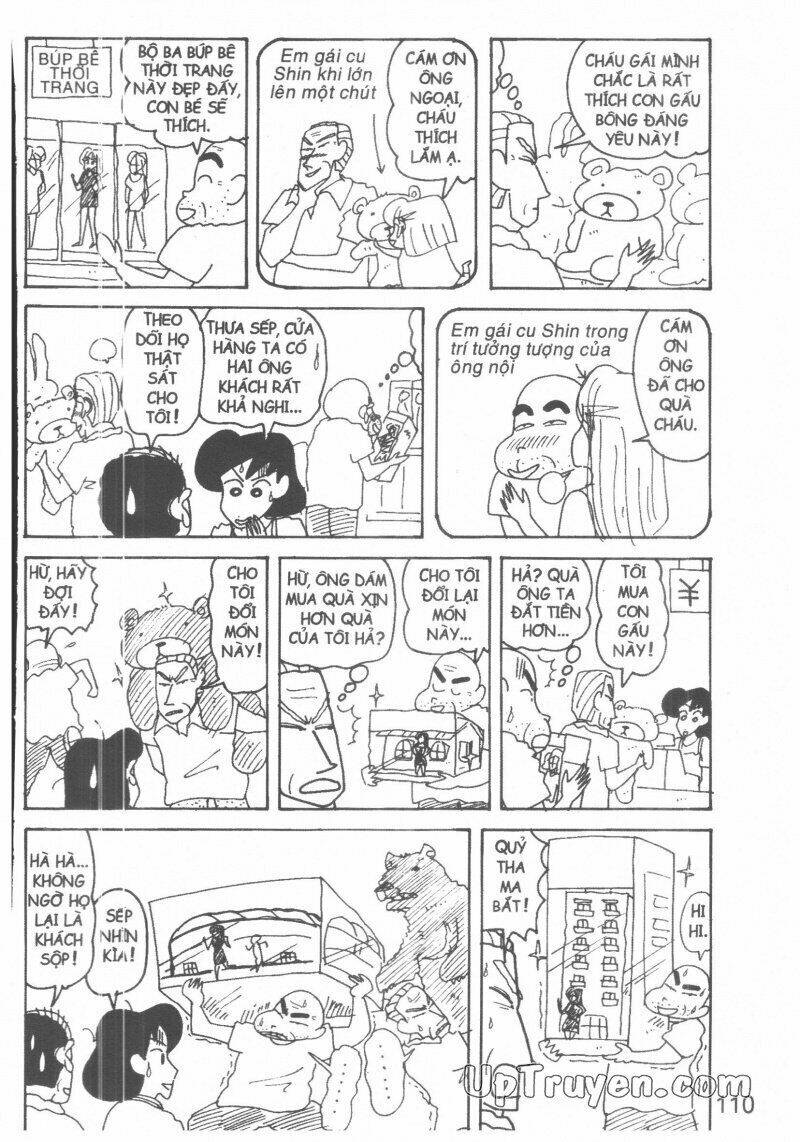 CHÁU GÁI MÌNH
CHẮC LÀ RẤT
THÍCH CON GẤU
BÔNG ĐÁNG
YÊU NÀY!
CÁM ƠN
ÔNG
NGOẠI,
CHÁU
THÍCH
LẮM Ạ.
Em gái cu
Shin khi lớn
lên một chút
BỘ BA BÚP BÊ
THỜI TRANG
NÀY ĐẸP ĐẤY,
CON BÉ SẼ
THÍCH.
BÚP BÊ
THỜI
TRANG
CÁM
ƠN
ÔNG
ĐÃ CHO
QUÀ
CHÁU.
Em gái cu Shin trong
trí tưởng tượng của
ông nội
THƯA SẾP, CỬA
HÀNG TA CÓ
HAI ÔNG
KHÁCH RẤT
KHẢ NGHI...
THEO
DÕI HỌ
THẬT
SÁT
CHO
TÔI!
¥
TÔI
MUA
CON
GẤU
NÀY!
HẢ? QUÀ
ÔNG TA
ĐẮT TIỀN
HƠN...
CHO TÔI
ĐỔI LẠI
MÓN
NÀY...
HỪ, ÔNG DÁM
MUA QUÀ XỊN
HƠN QUÀ
CỦA TÔI HẢ?
CHO
TÔI
ĐỔI
MÓN
NÀY!
HỪ, HÃY
ĐỢI
ĐẤY!
HI
HI.
QUỶ
THA
MA
BẮT!
SẾP
NHÌN
KÌA!
HÀ HÀ...
KHÔNG
NGỜ HỌ
LẠI LÀ
KHÁCH
SỘP!
UpTruyen.com
110